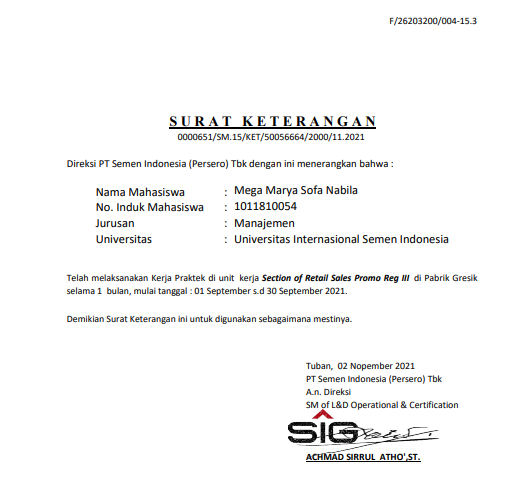 F/26203200/004-15.3
SURAT KETERANGAN
0000651/SM.15/KET/50056664/2000/11.2021
Direksi PT Semen Indonesia (Persero) Tbk dengan ini menerangkan bahwa :
Nama Mahasiswa : Mega Marya Sofa Nabila
No. Induk Mahasiswa : 1011810054
Jurusan : Manajemen
Universitas : Universitas Internasional Semen Indonesia
Telah melaksanakan Kerja Praktek di unit kerja Section of Retail Sales Promo Reg III di Pabrik Gresik
selama 1 bulan, mulai tanggal : 01 September s.d 30 September 2021.
Demikian Surat Keterangan ini untuk digunakan sebagaimana mestinya.
Tuban, 02 Nopember 2021
PT Semen Indonesia (Persero) Tbk
A.n. Direksi
SM of L&D Operational & Certification
SIG
ACHMAD SIRRUL ATHO',ST.